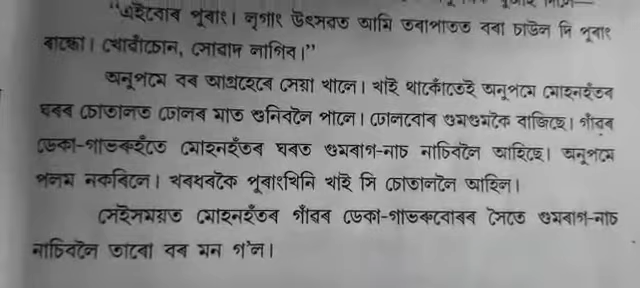 “এইবোৰ পুৰাং। লৃগাং উৎসৱত আমি তৰাপাতত বৰা চাউল দি পুৰাং
ৰান্ধো। খোৱাঁচোন, সোৱাদ লাগিব।”
অনুপমে বৰ আগ্ৰহেৰে সেয়া খালে। খাই থাকোঁতেই অনুপমে মোহনহঁতৰ
ঘৰৰ চোতালত ঢোলৰ মাত শুনিবলৈ পালে। ঢোলবোৰ গুমগুমকৈ বাজিছে। গাঁৱৰ
ডেকা-গাভৰুহঁতে মোহনহঁতৰ ঘৰত গুমৰাগ-নাচ নাচিবলৈ আহিছে। অনুপমে
পলম নকৰিলে। খৰধৰকৈ পুৰাংখিনি খাই সি চোতাললৈ আহিল।
সেইসময়ত মোহনহঁতৰ গাঁৱৰ ডেকা-গাভৰুবোৰৰ সৈতে গুমৰাগ-নাচ
নাচিবলৈ তাৰো বৰ মন গ’ল।